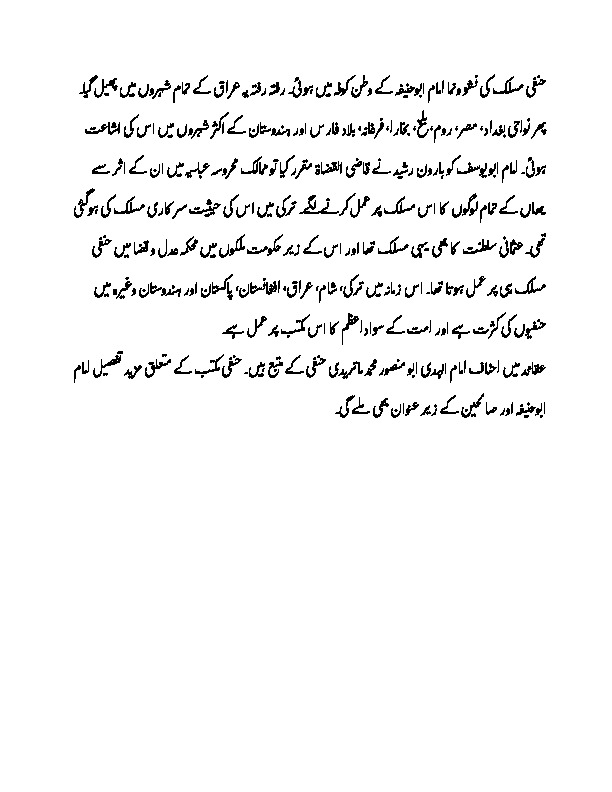 حنفی مسلک کی نشو و نما امام ابوحنیفہ کے وطن کوفہ میں ہوئی۔ رفتہ رفتہ یہ عراق کے تمام شہروں میں پھیل گیا۔
پھر نواحی بغداد، مصر، روم، بلخ، بخارا، فرغانہ، بلاد فارس اور ہندوستان کے اکثر شہروں میں اس کی اشاعت
ہوئی۔ امام ابو یوسف کو ہارون رشید نے قاضی القضاۃ مقرر کیا تو ممالک محروسہ عباسیہ میں ان کے اثر سے
یہاں کے تمام لوگوں کا اس مسلک پر عمل کرنے لگے۔ ترکی میں اس کی حیثیت سرکاری مسلک کی ہوگئی
تھی۔ عثمانی سلطنت کا بھی یہی مسلک تھا اور اس کے زیر حکومت ملکوں میں محکمہ عدل و قضا میں حنفی
مسلک ہی پر عمل ہوتا تھا۔ اس زمانہ میں ترکی، شام، عراق، افغانستان، پاکستان اور ہندوستان وغیرہ میں
حنفیوں کی کثرت ہے اور امت کے سواد اعظم کا اس مکتب پر عمل ہے۔
عقائد میں احناف امام الہدی ابو منصور محمد ماتریدی حنفی کے متبع ہیں۔ حنفی مکتب کے متعلق مزید تفصیل امام
ابوحنیفہ اور صالحین کے زیر عنوان بھی ملے گی۔